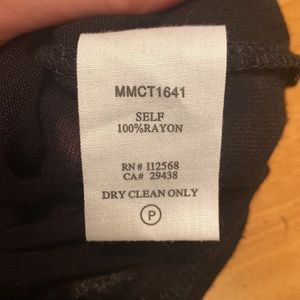 MMCT1641
SELF
100%RAYON
RN# 112568
CA# 29438
DRY CLEAN ONLY
P